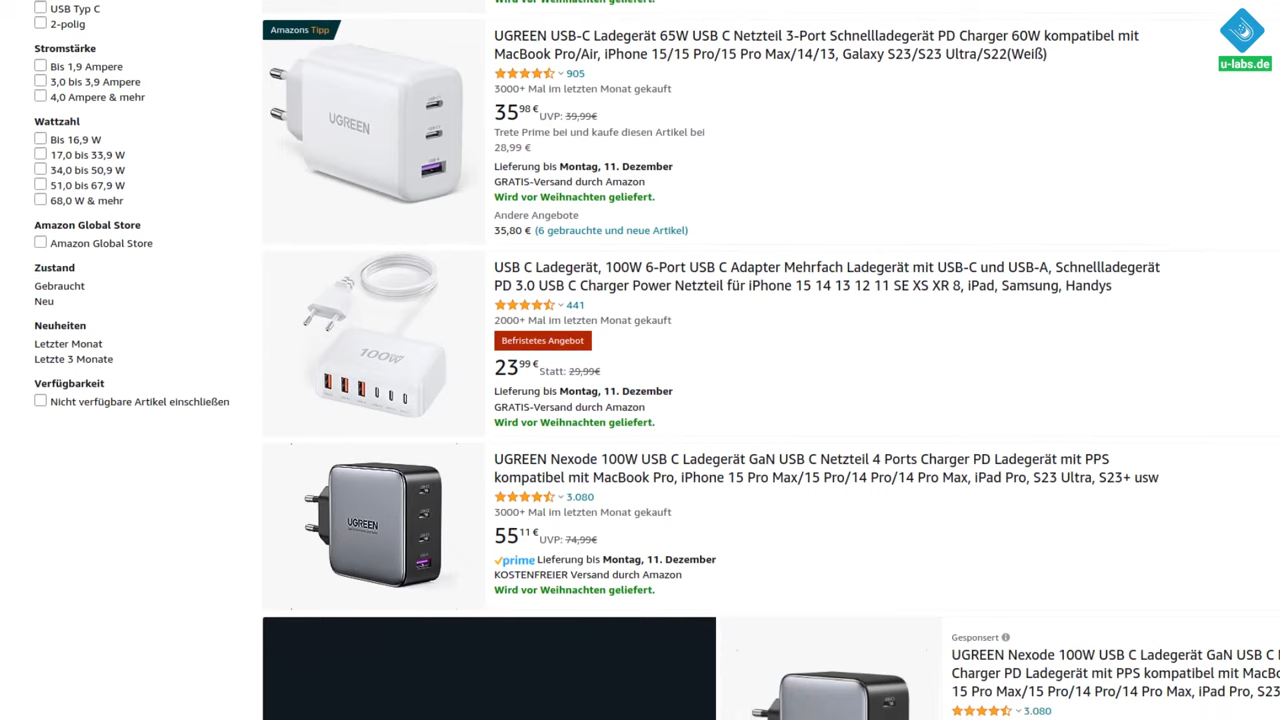 USB Typ C
2-polig
Stromstärke
Bis 1,9 Ampere
3,0 bis 3,9 Ampere
4,0 Ampere & mehr
Wattzahl
Bis 16,9 W
17,0 bis 33,9 W
34,0 bis 50,9 W
51,0 bis 67,9 W
68,0 W & mehr
Amazon Global Store
Amazon Global Store
Zustand
Gebraucht
Neu
Neuheiten
Letzter Monat
Letzte 3 Monate
Verfügbarkeit
Nicht verfügbare Artikel einschließen
Wird vor Weihnachten geliefert.
Amazons Tipp
UGREEN
UGREEN USB-C Ladegerät 65W USB C Netzteil 3-Port Schnellladegerät PD Charger 60W kompatibel mit
MacBook Pro/Air, iPhone 15/15 Pro/15 Pro Max/14/13, Galaxy S23/S23 Ultra/S22(Weiß)
905
3000+ Mal im letzten Monat gekauft
35 98 € UVP: 39,99€
Trete Prime bei und kaufe diesen Artikel bei
28,99 €
Lieferung bis Montag, 11. Dezember
GRATIS-Versand durch Amazon
Wird vor Weihnachten geliefert.
Andere Angebote
35,80 € (6 gebrauchte und neue Artikel)
100W
USB C Ladegerät, 100W 6-Port USB C Adapter Mehrfach Ladegerät mit USB-C und USB-A, Schnellladegerät
PD 3.0 USB C Charger Power Netzteil für iPhone 15 14 13 12 11 SE XS XR 8, iPad, Samsung, Handys
441
2000+ Mal im letzten Monat gekauft
Befristetes Angebot
23 99 € Statt: 29,99€
Lieferung bis Montag, 11. Dezember
GRATIS-Versand durch Amazon
Wird vor Weihnachten geliefert.
UGREEN
UGREEN Nexode 100W USB C Ladegerät GaN USB C Netzteil 4 Ports Charger PD Ladegerät mit PPS
kompatibel mit MacBook Pro, iPhone 15 Pro Max/15 Pro/14 Pro/14 Pro Max, iPad Pro, S23 Ultra, S23+ usw
3.080
3000+ Mal im letzten Monat gekauft
55 11 € UVP: 74,99€
prime Lieferung bis Montag, 11. Dezember
KOSTENFREIER Versand durch Amazon
Wird vor Weihnachten geliefert.
Gesponsert
UGREEN Nexode 100W USB C Ladegerät GaN USB C
Charger PD Ladegerät mit PPS kompatibel mit MacBo
15 Pro Max/15 Pro/14 Pro/14 Pro Max, iPad Pro, S23
3.080
u-labs.de